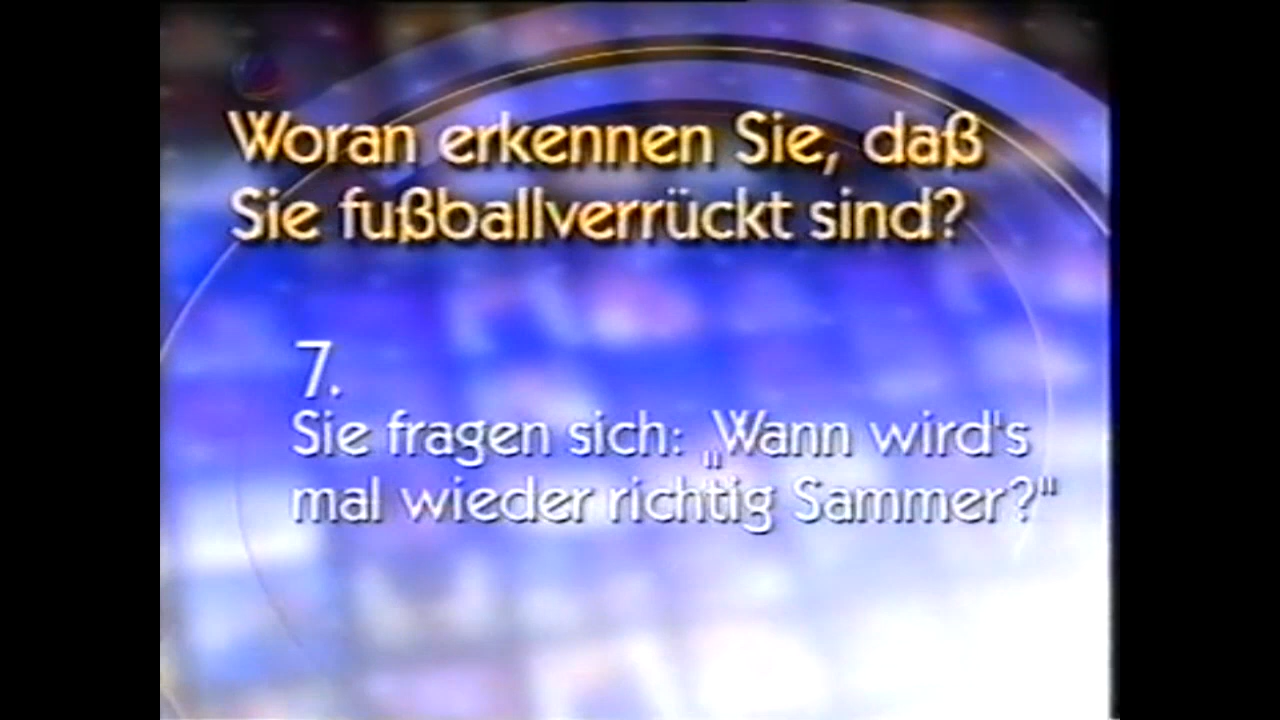 Woran erkennen Sie, daß
Sie fußballverrückt sind?
7.
Sie fragen sich: „Wann wird's
mal wieder richtig Sammer?"